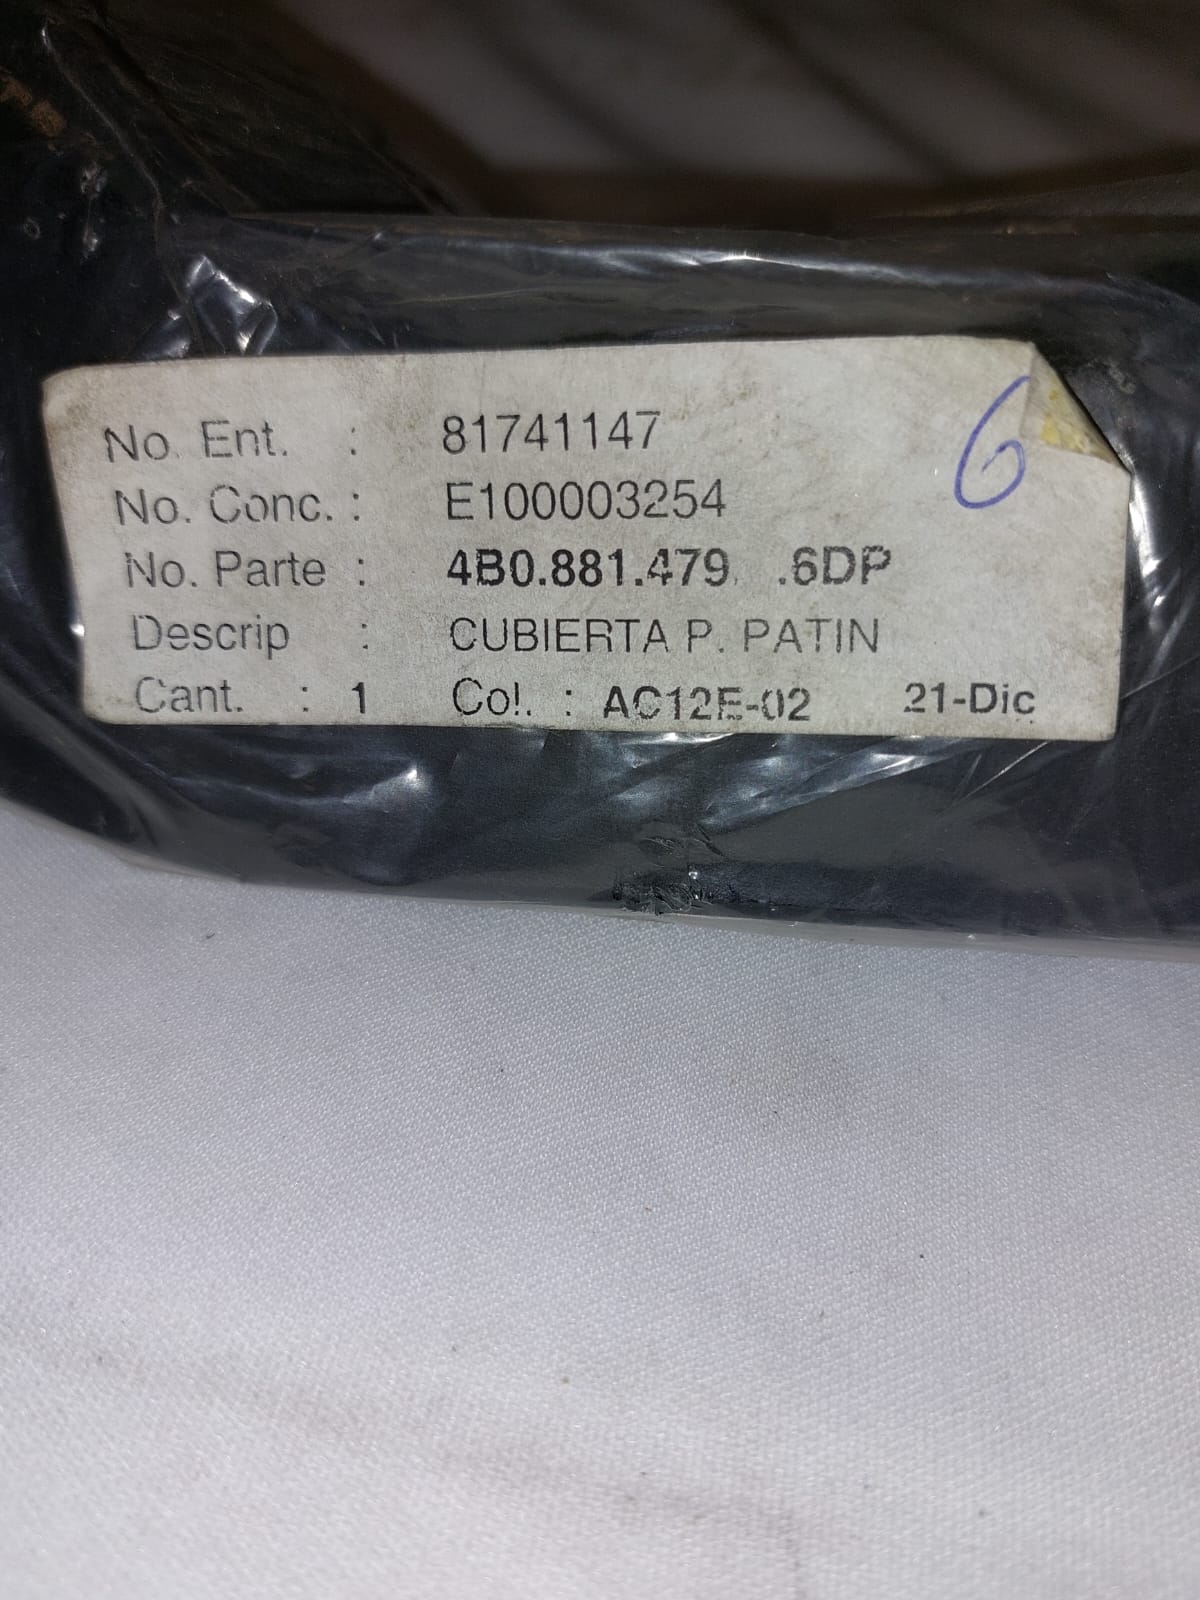 No. Ent. : 81741147
6
No. Conc. : E100003254
No. Parte : 4B0.881.479. .6DP
Descrip : CUBIERTA P. PATIN
Cant. : 1 Col. : AC12E-02 21-Dic